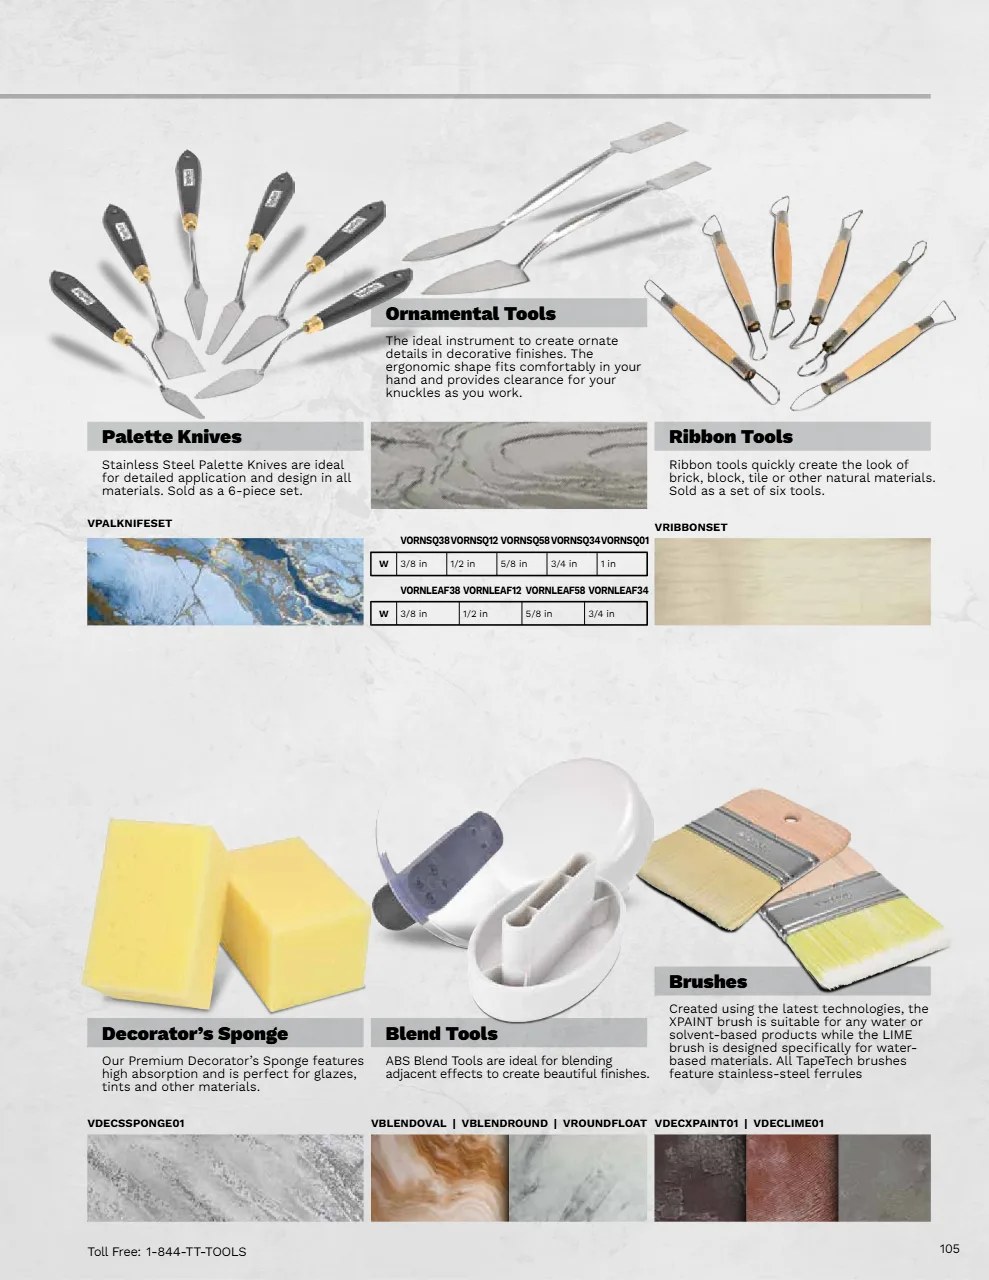 Ornamental Tools
The ideal instrument to create ornate
details in decorative finishes. The
ergonomic shape fits comfortably in your
hand and provides clearance for your
knuckles as you work.
Palette Knives
Stainless Steel Palette Knives are ideal
for detailed application and design in all
materials. Sold as a 6-piece set.
VPALKNIFESET
Ribbon Tools
Ribbon tools quickly create the look of
brick, block, tile or other natural materials.
Sold as a set of six tools.
VRIBBONSET
VORNSQ38 VORNSQ12 VORNSQ58 VORNSQ34 VORNSQ01
W 3/8 in 1/2 in 5/8 in 3/4 in 1 in
VORNLEAF38 VORNLEAF12 VORNLEAF58 VORNLEAF34
W 3/8 in 1/2 in 5/8 in 3/4 in
Decorator's Sponge
Our Premium Decorator's Sponge features
high absorption and is perfect for glazes,
tints and other materials.
VDECSSPONGE01
Blend Tools
ABS Blend Tools are ideal for blending
adjacent effects to create beautiful finishes.
VBLENDOVAL | VBLENDROUND | VROUNDFLOAT
Brushes
Created using the latest technologies, the
XPAINT brush is suitable for any water or
solvent-based products while the LIME
brush is designed specifically for water-
based materials. All TapeTech brushes
feature stainless-steel ferrules
VDECXPAINT01 | VDECLIME01
Toll Free: 1-844-TT-TOOLS
105